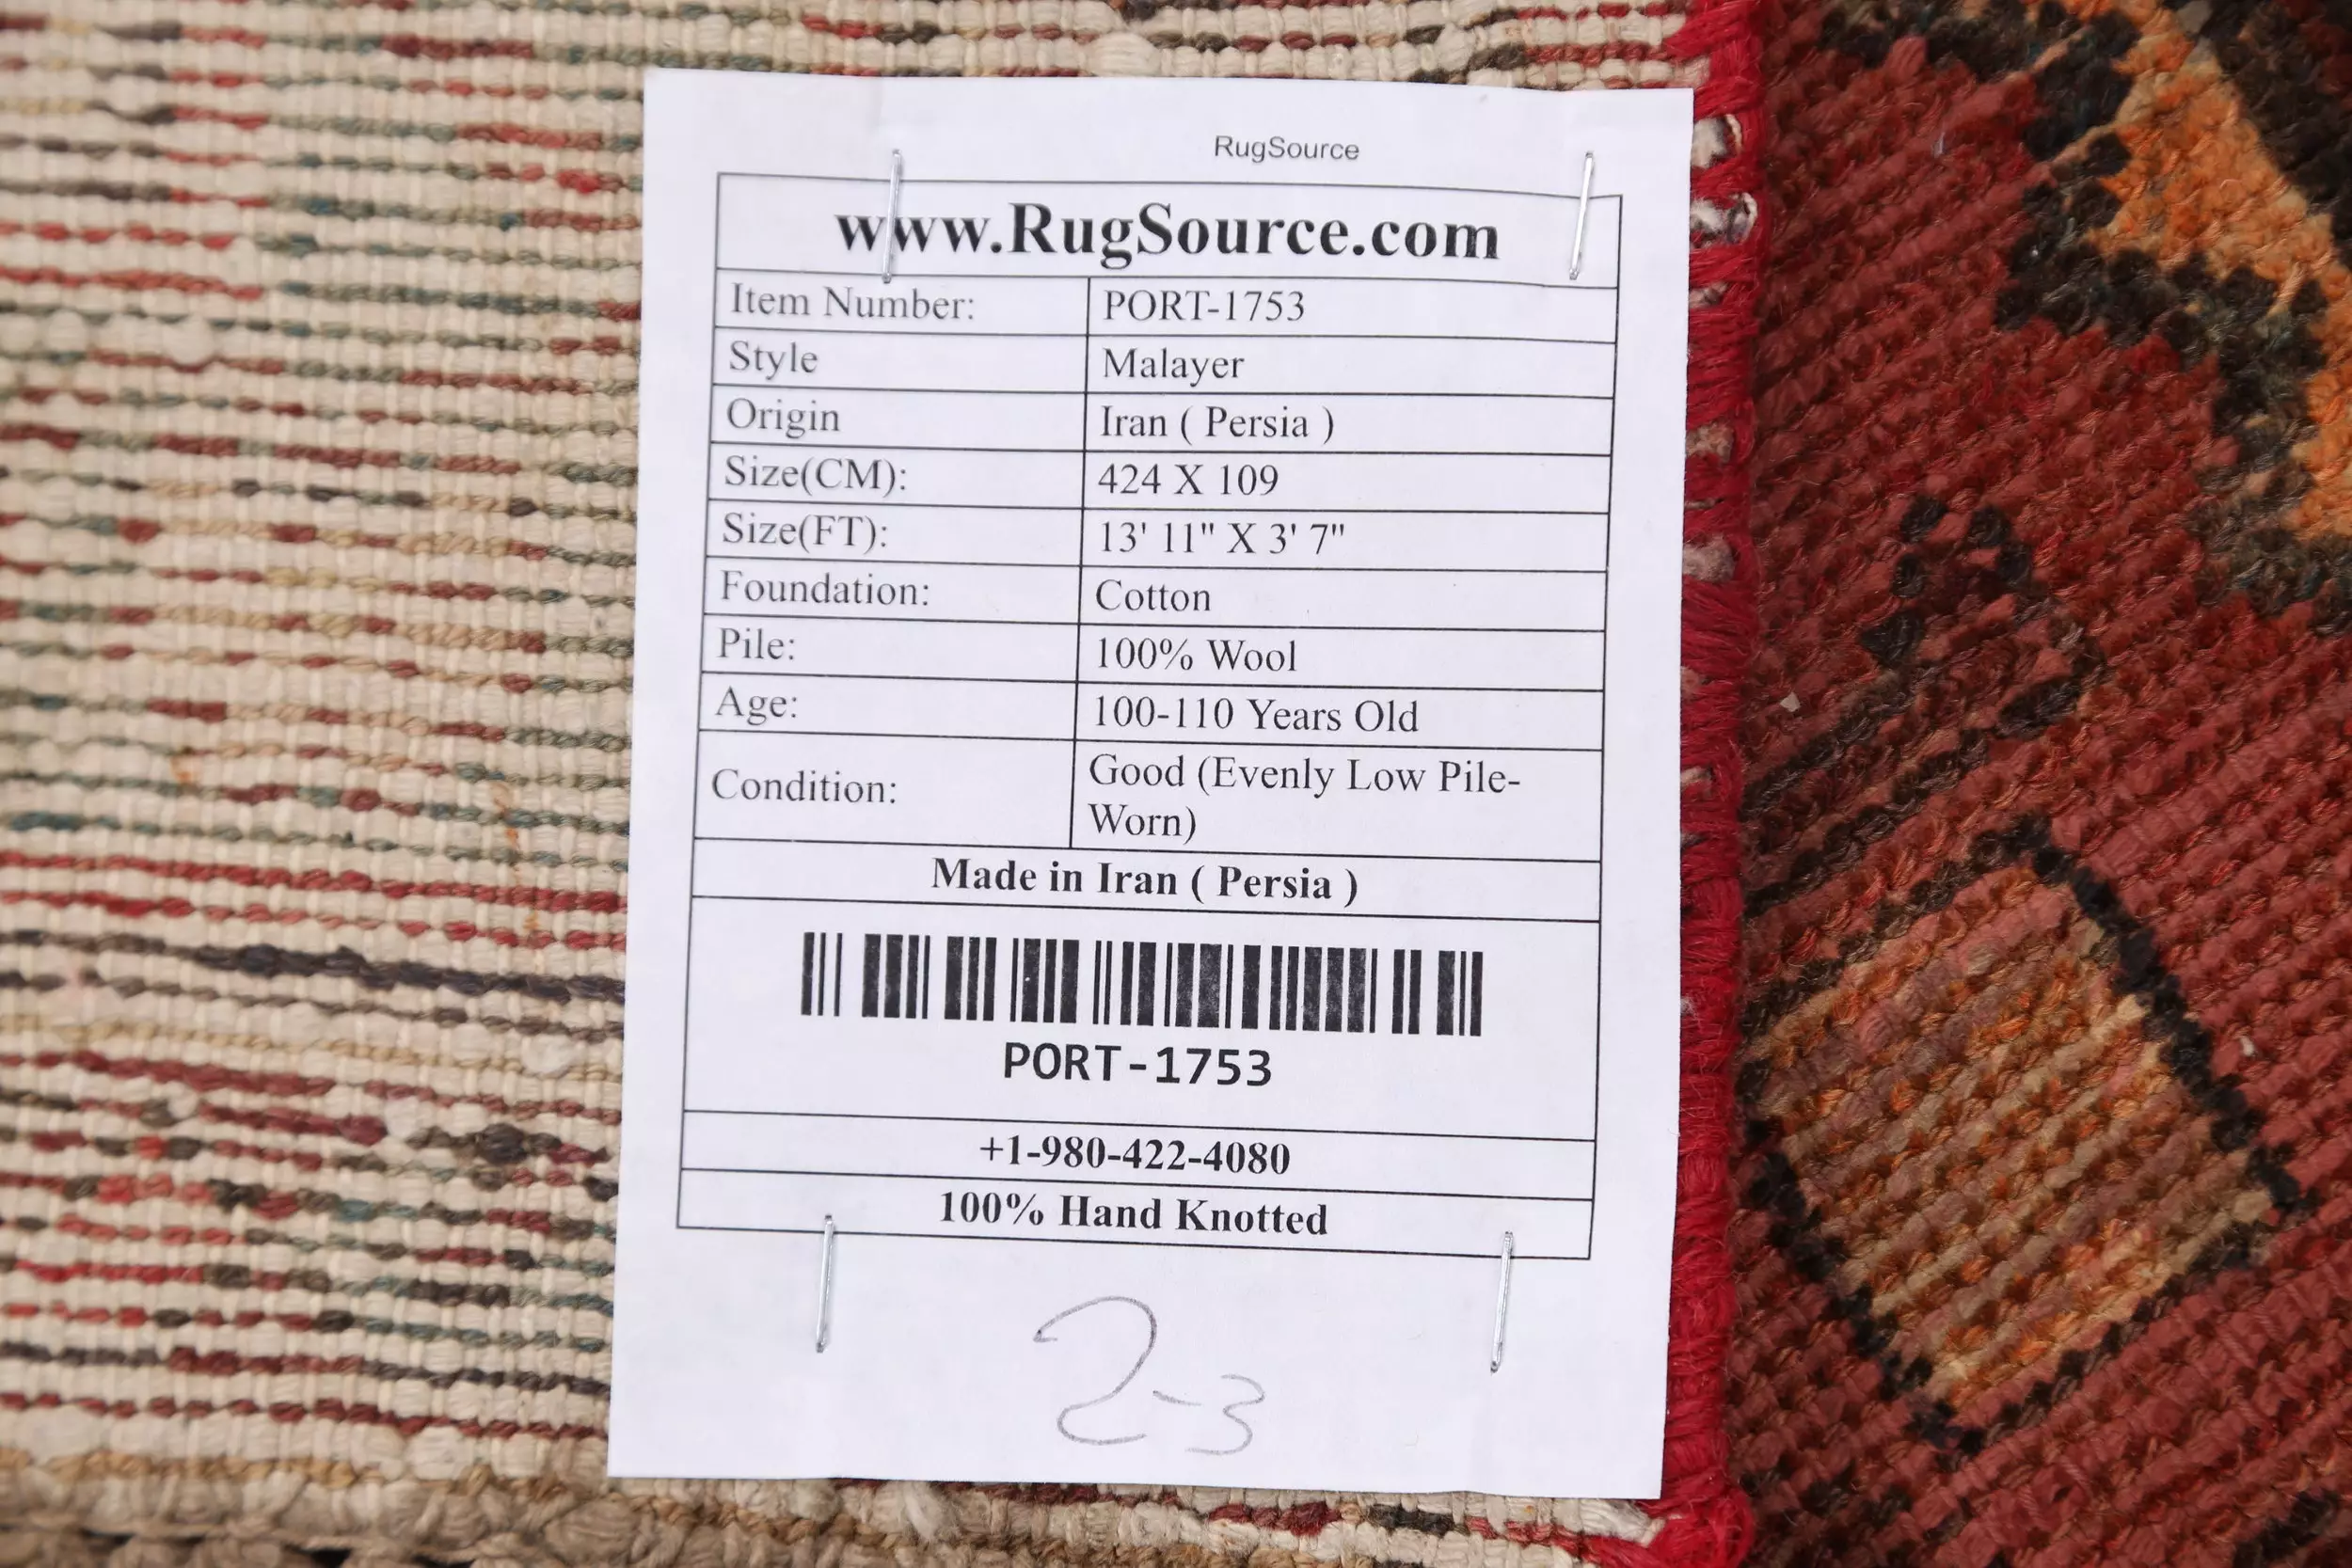 RugSource
www.RugSource.com
Item Number: PORT-1753
Style Malayer
Origin Iran ( Persia )
Size(CM): 424 X 109
Size(FT): 13' 11" X 3' 7"
Foundation: Cotton
Pile: 100% Wool
Age: 100-110 Years Old
Condition: Good (Evenly Low Pile-
Worn)
Made in Iran ( Persia )
PORT-1753
+1-980-422-4080
100% Hand Knotted
2-3